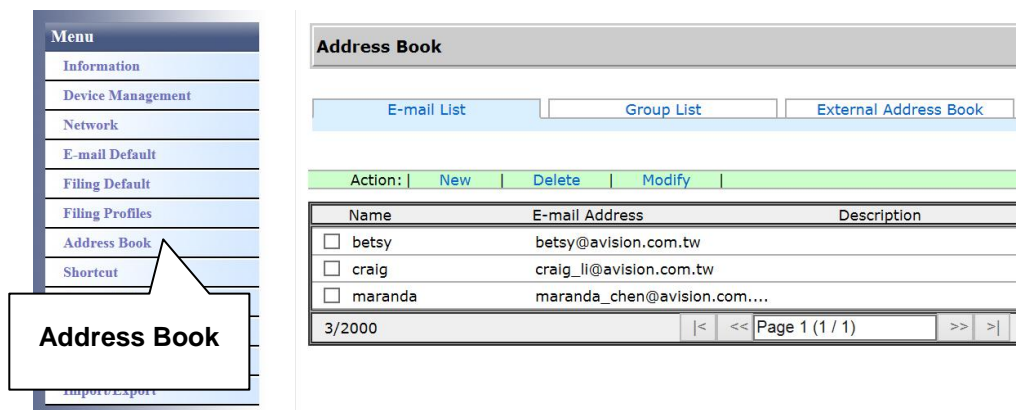 Menu
Information
Device Management
Network
E-mail Default
Filing Default
Filing Profiles
Address Book
Shortcut
Address Book
Import/Export
Address Book
E-mail List Group List External Address Book
Action: | New | Delete | Modify |
Name E-mail Address Description
betsy betsy@avision.com.tw
craig craig_li@avision.com.tw
maranda maranda_chen@avision.com....
3/2000 |< << Page 1 (1 / 1) >> >|